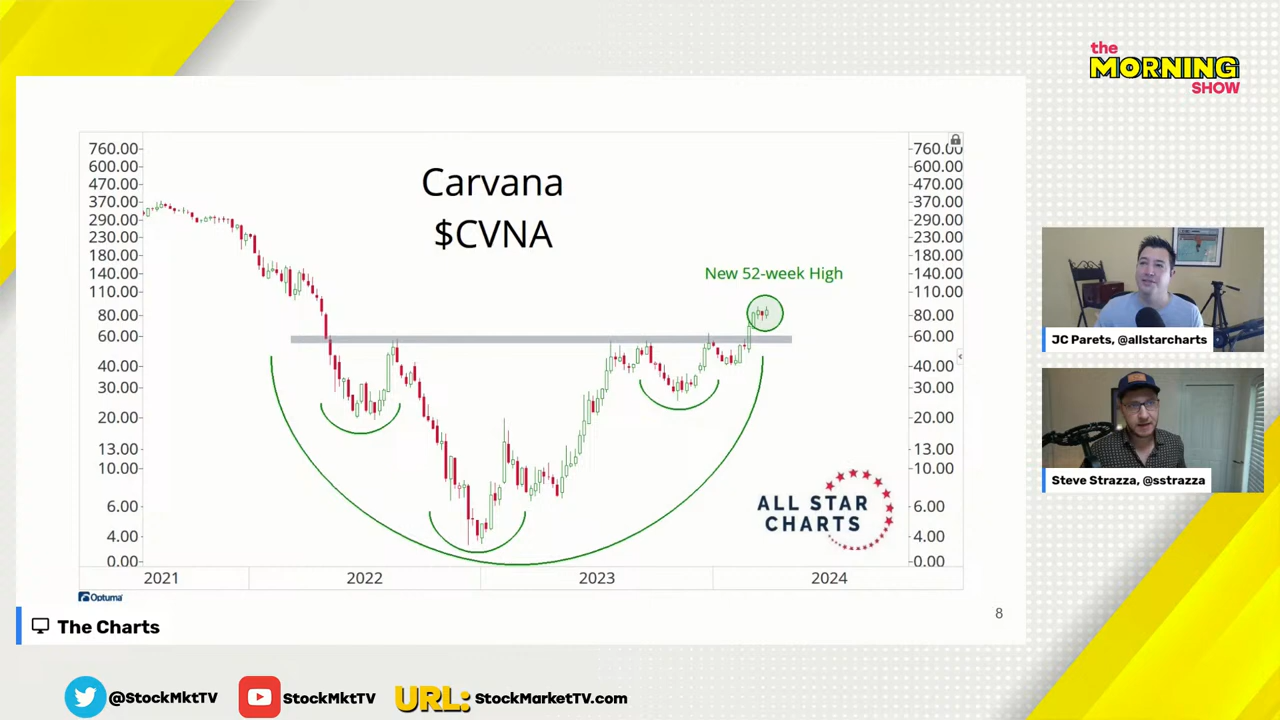 the
MORNING
SHOW
Carvana
$CVNA
New 52-week High
760.00
600.00
470.00
370.00
290.00
230.00
180.00
140.00
110.00
80.00
60.00
40.00
30.00
20.00
13.00
10.00
6.00
4.00
0.00
760.00
600.00
470.00
370.00
290.00
230.00
180.00
140.00
110.00
80.00
60.00
40.00
30.00
20.00
13.00
10.00
6.00
4.00
0.00
ALL STAR
CHARTS
2021 2022 2023 2024
Optuma
8
The Charts
JC Parets, @allstarcharts
Steve Strazza, @sstrazza
@StockMktTV StockMktTV URL: StockMarketTV.com